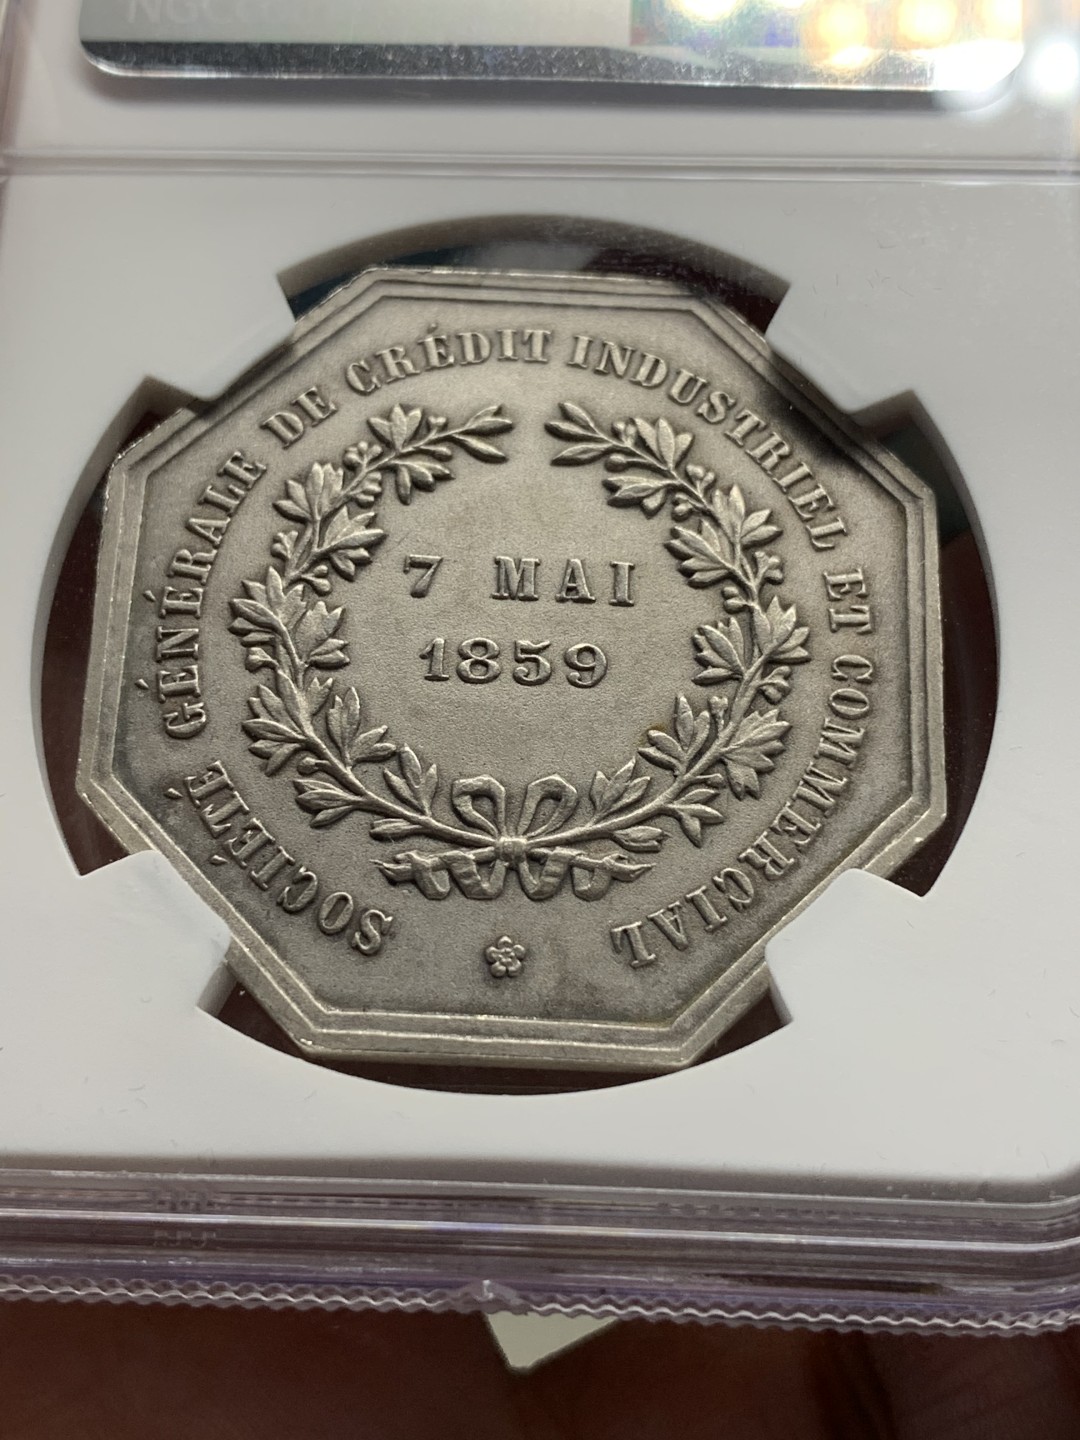 SOCIÉTÉ GÉNÉRALE DE CRÉDIT INDUSTRIEL ET COMMERCIAL
7 MAI
1859